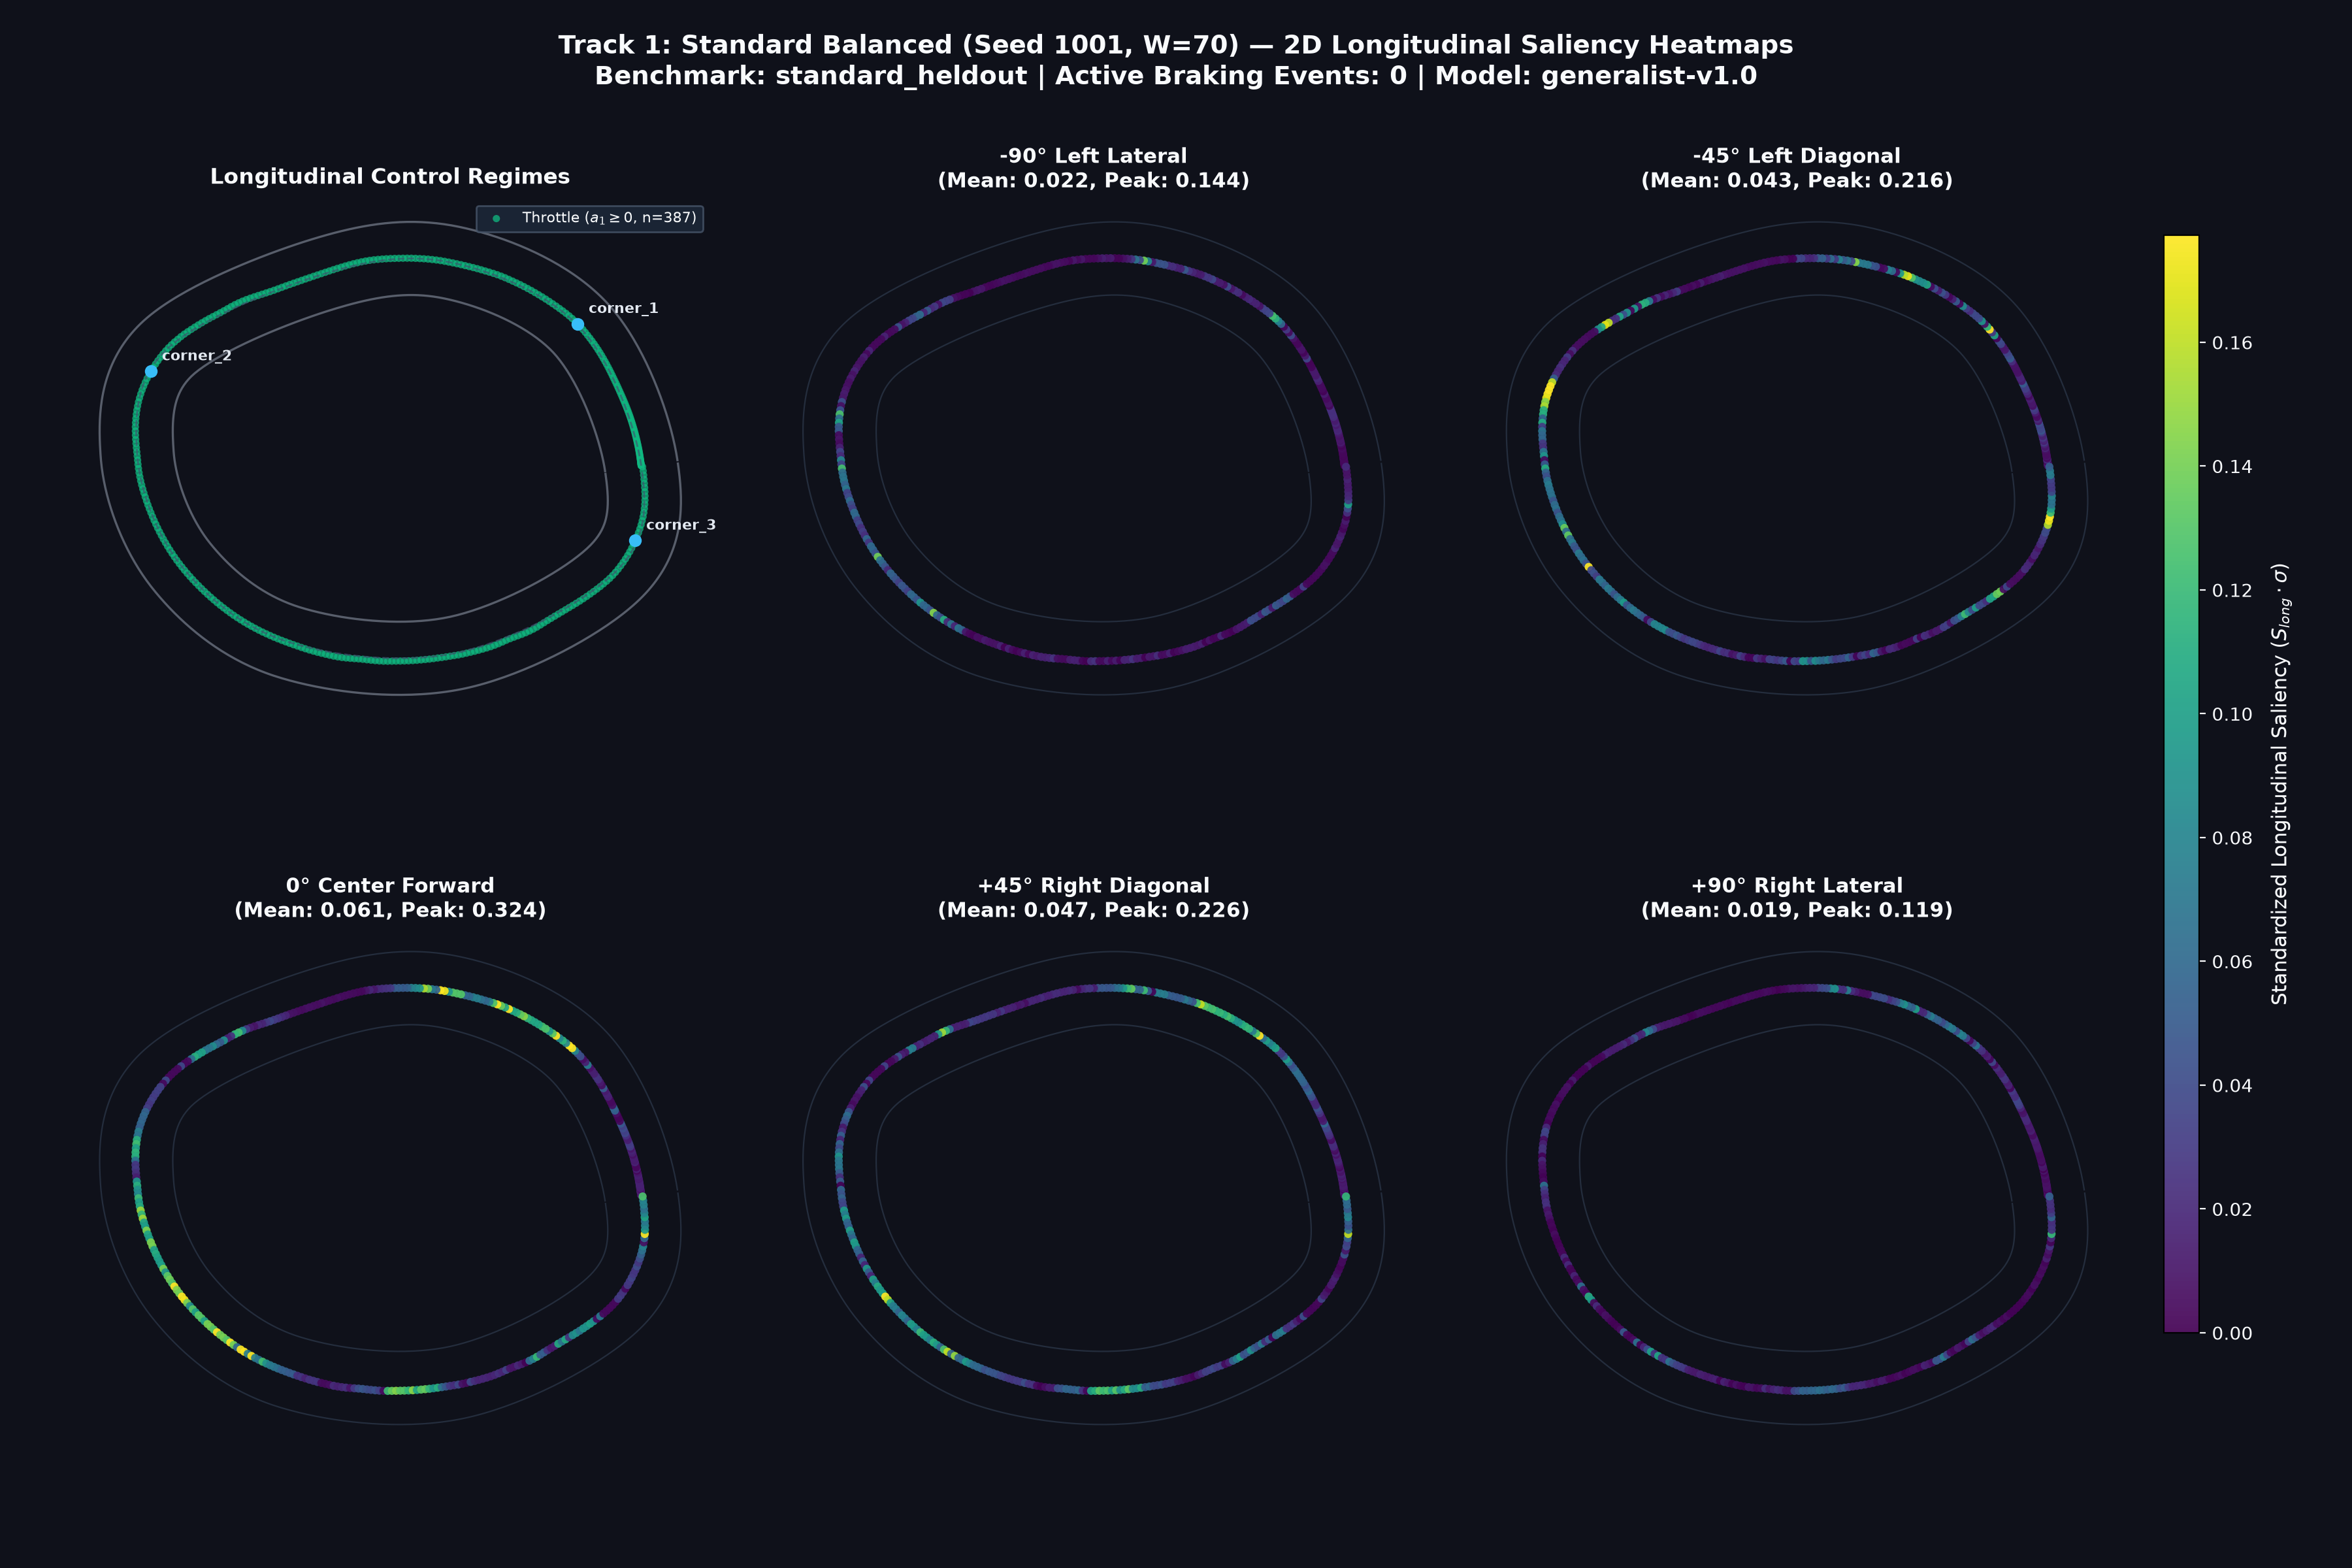 Track 1: Standard Balanced (Seed 1001, W=70) — 2D Longitudinal Saliency Heatmaps
Benchmark: standard_heldout | Active Braking Events: 0 | Model: generalist-v1.0
Longitudinal Control Regimes
Throttle (a₁ ≥ 0, n=387)
corner_1
corner_2
corner_3
-90° Left Lateral
(Mean: 0.022, Peak: 0.144)
-45° Left Diagonal
(Mean: 0.043, Peak: 0.216)
0° Center Forward
(Mean: 0.061, Peak: 0.324)
+45° Right Diagonal
(Mean: 0.047, Peak: 0.226)
+90° Right Lateral
(Mean: 0.019, Peak: 0.119)
0.16
0.14
0.12
0.10
0.08
0.06
0.04
0.02
0.00
Standardized Longitudinal Saliency (S_long · σ)